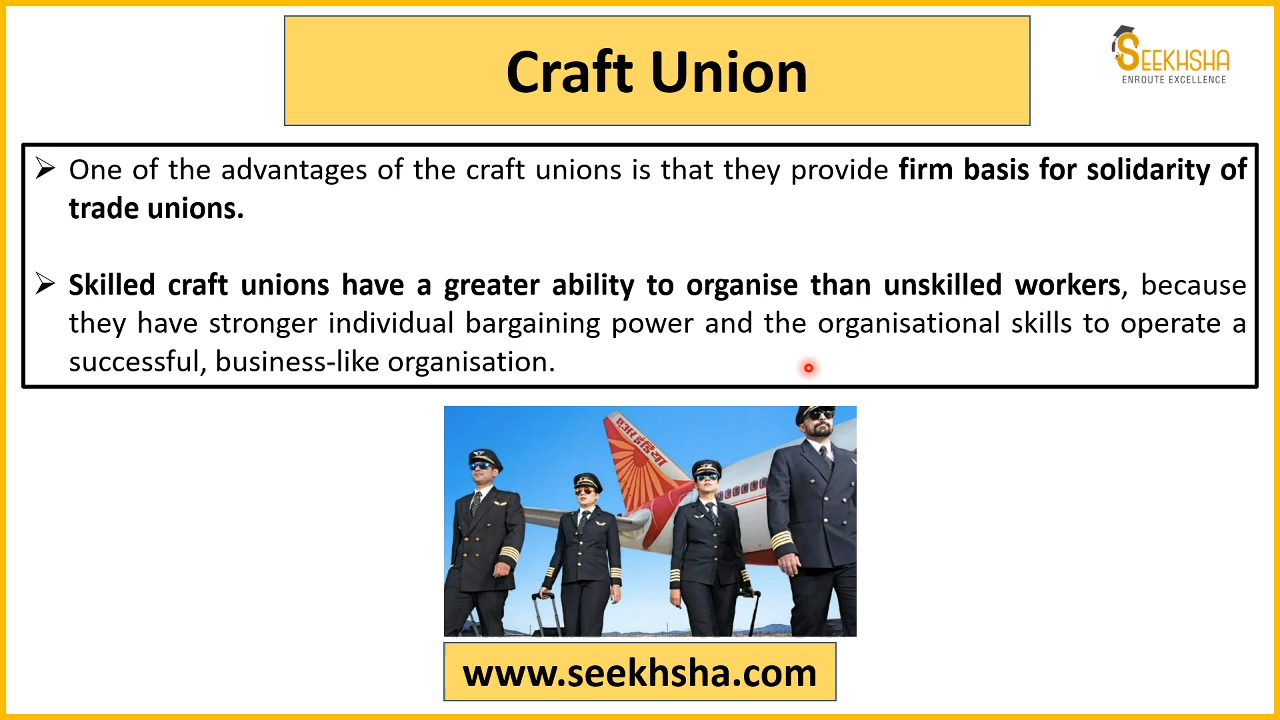 Craft Union
SEEKHSHA
ENROUTE EXCELLENCE
➢ One of the advantages of the craft unions is that they provide firm basis for solidarity of
trade unions.
➢ Skilled craft unions have a greater ability to organise than unskilled workers, because
they have stronger individual bargaining power and the organisational skills to operate a
successful, business-like organisation.
www.seekhsha.com